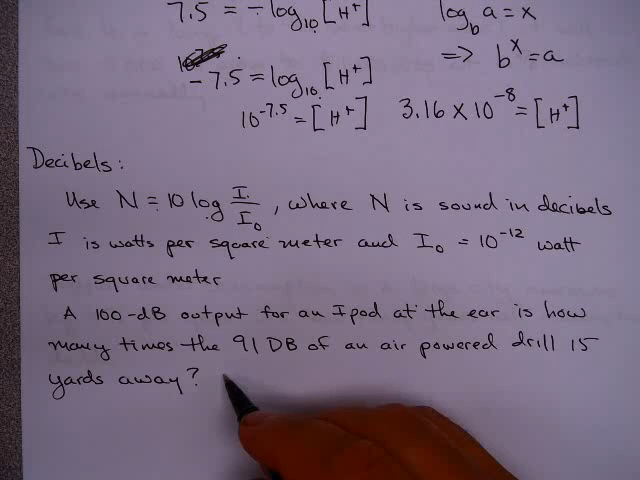 7.5 = -log₁₀ [H⁺]
log_b a = x
⇒ b^x = a
-7.5 = log₁₀ [H⁺]
10^-7.5 = [H⁺]
3.16 × 10^-8 = [H⁺]
Decibels:
Use N = 10 log I/I₀, where N is sound in decibels
I is watts per square meter and I₀ = 10^-12 watt
per square meter
A 100-dB output for an Ipod at the ear is how
many times the 91 DB of an air powered drill 15
yards away?